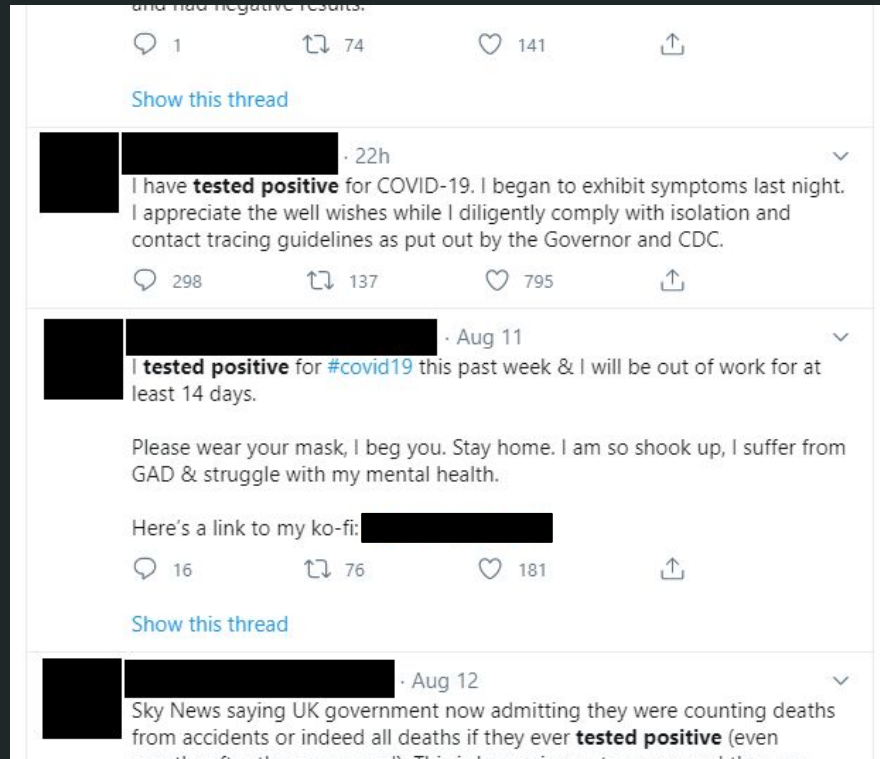 and had negative results.
1 74 141
Show this thread
· 22h
I have tested positive for COVID-19. I began to exhibit symptoms last night.
I appreciate the well wishes while I diligently comply with isolation and
contact tracing guidelines as put out by the Governor and CDC.
298 137 795
· Aug 11
I tested positive for #covid19 this past week & I will be out of work for at
least 14 days.
Please wear your mask, I beg you. Stay home. I am so shook up, I suffer from
GAD & struggle with my mental health.
Here's a link to my ko-fi:
16 76 181
Show this thread
· Aug 12
Sky News saying UK government now admitting they were counting deaths
from accidents or indeed all deaths if they ever tested positive (even